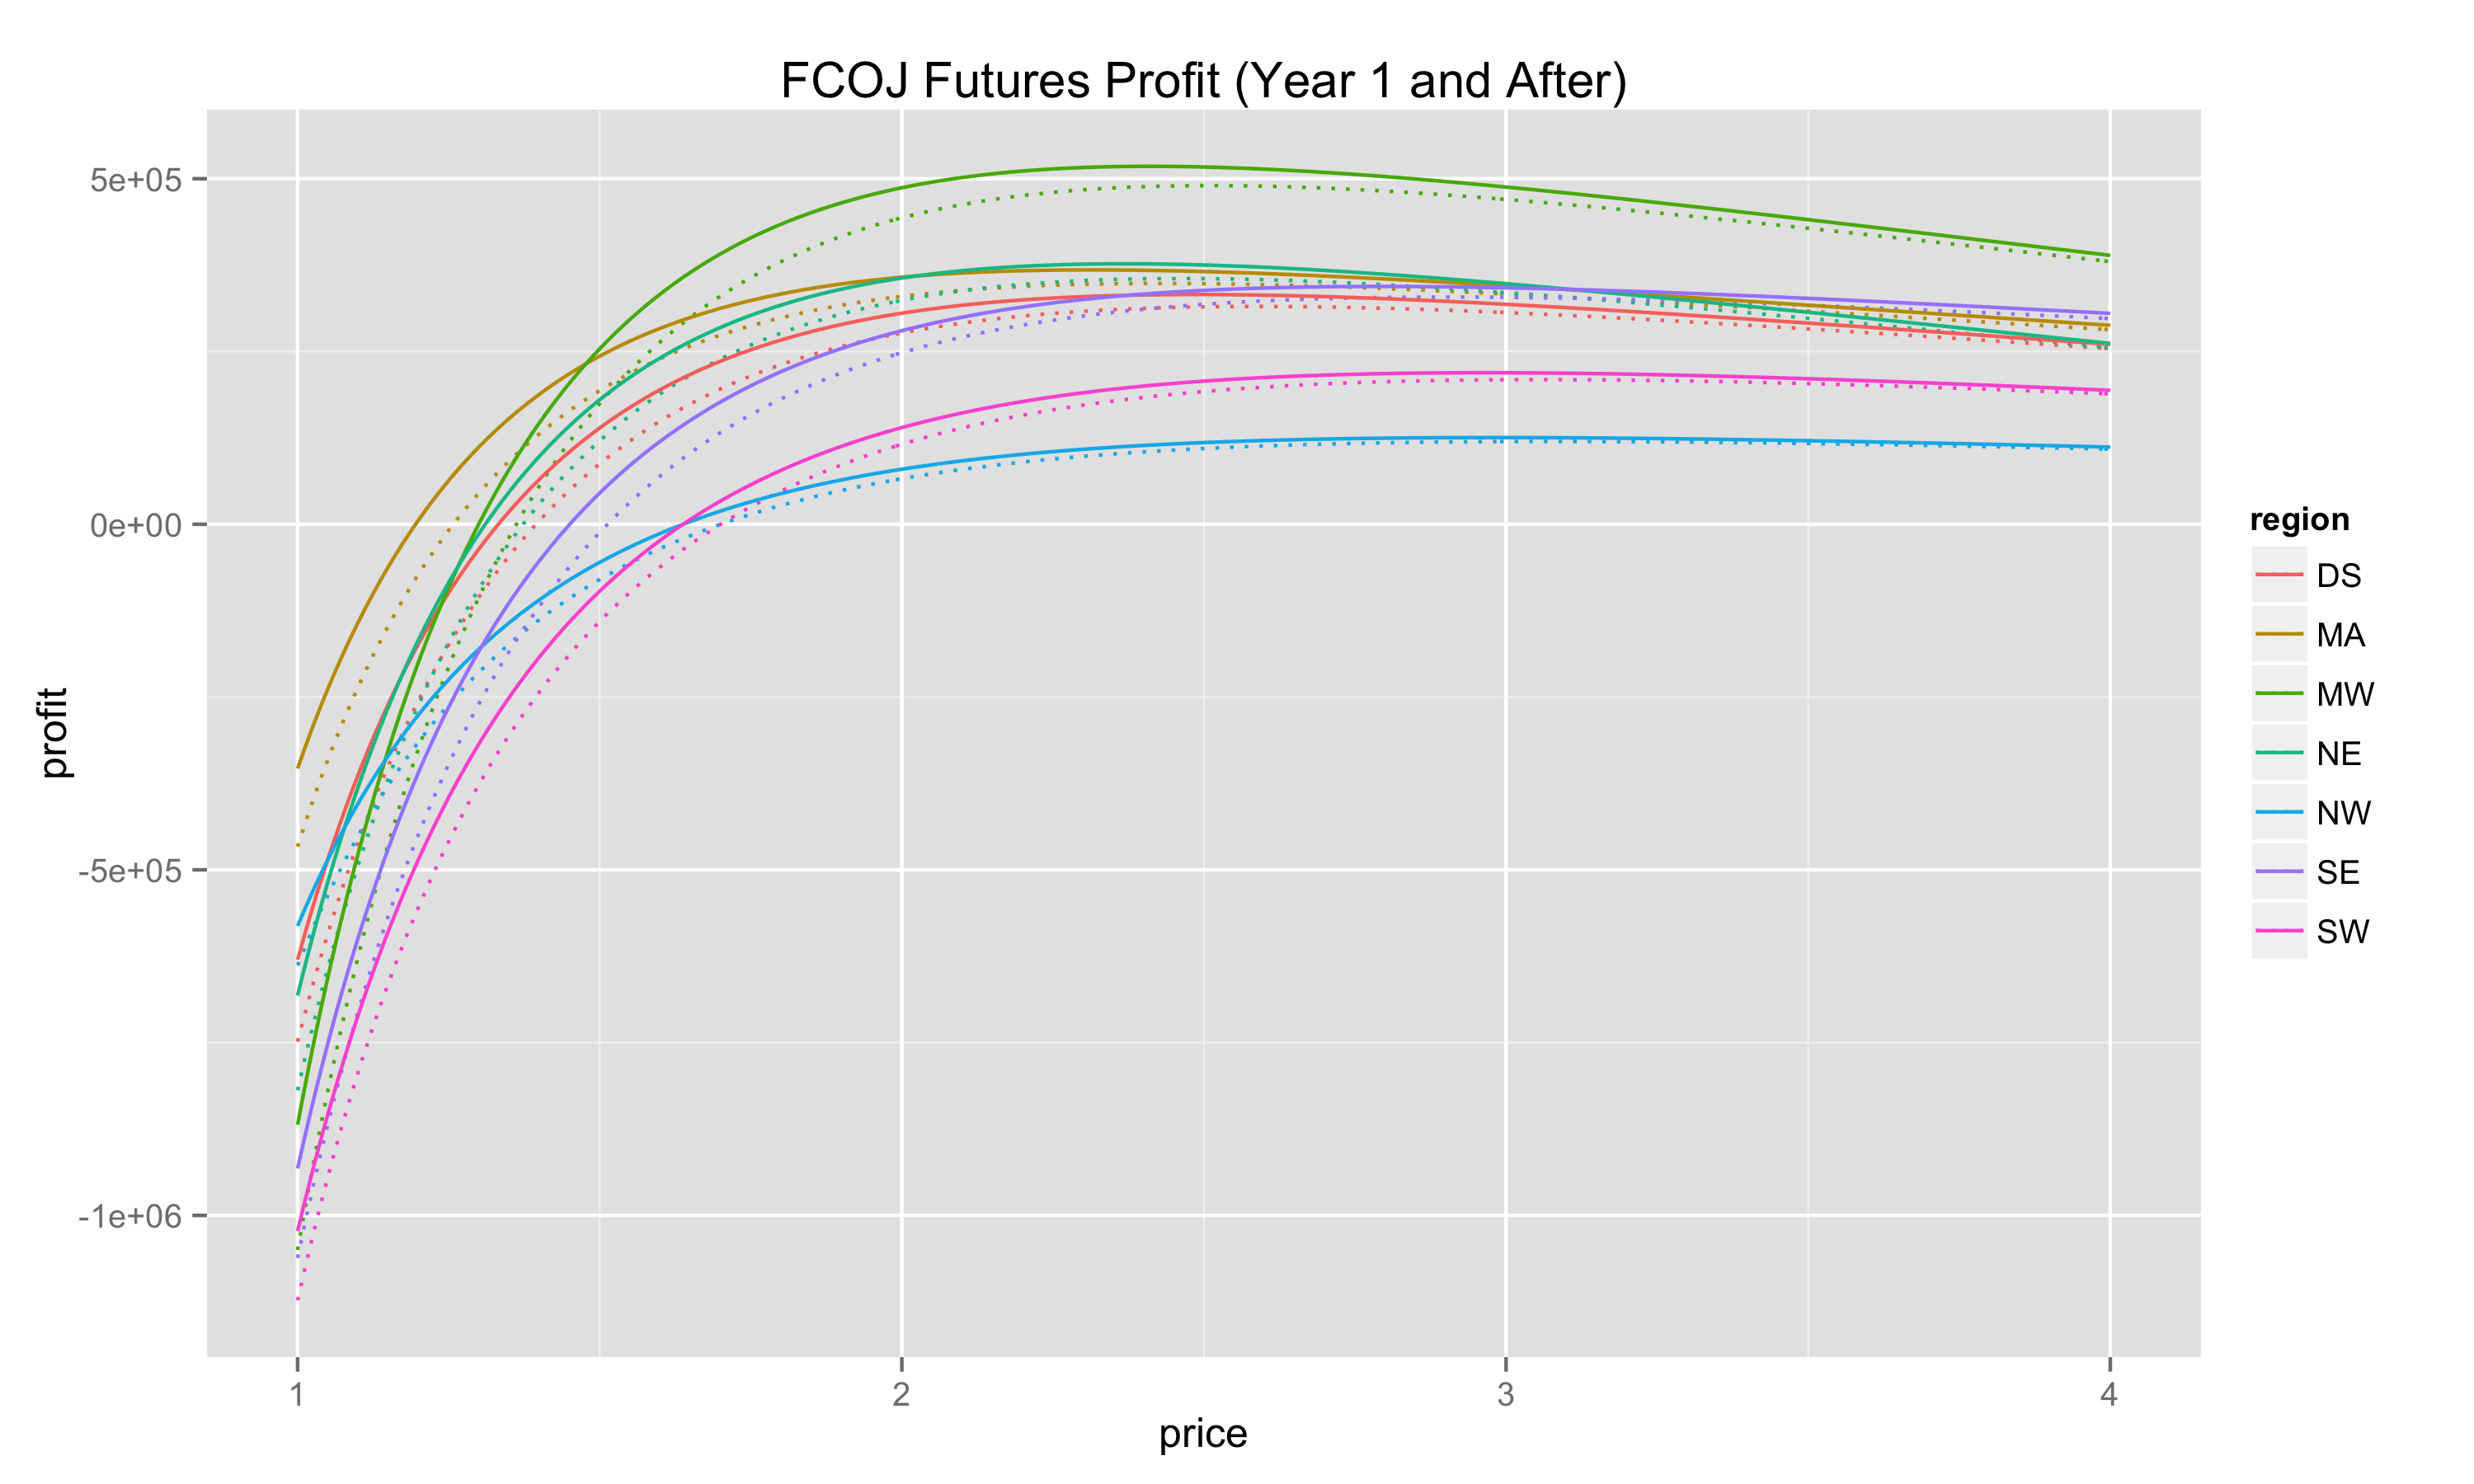 FCOJ Futures Profit (Year 1 and After)
5e+05
0e+00
-5e+05
-1e+06
profit
1 2 3 4
price
region
DS
MA
MW
NE
NW
SE
SW